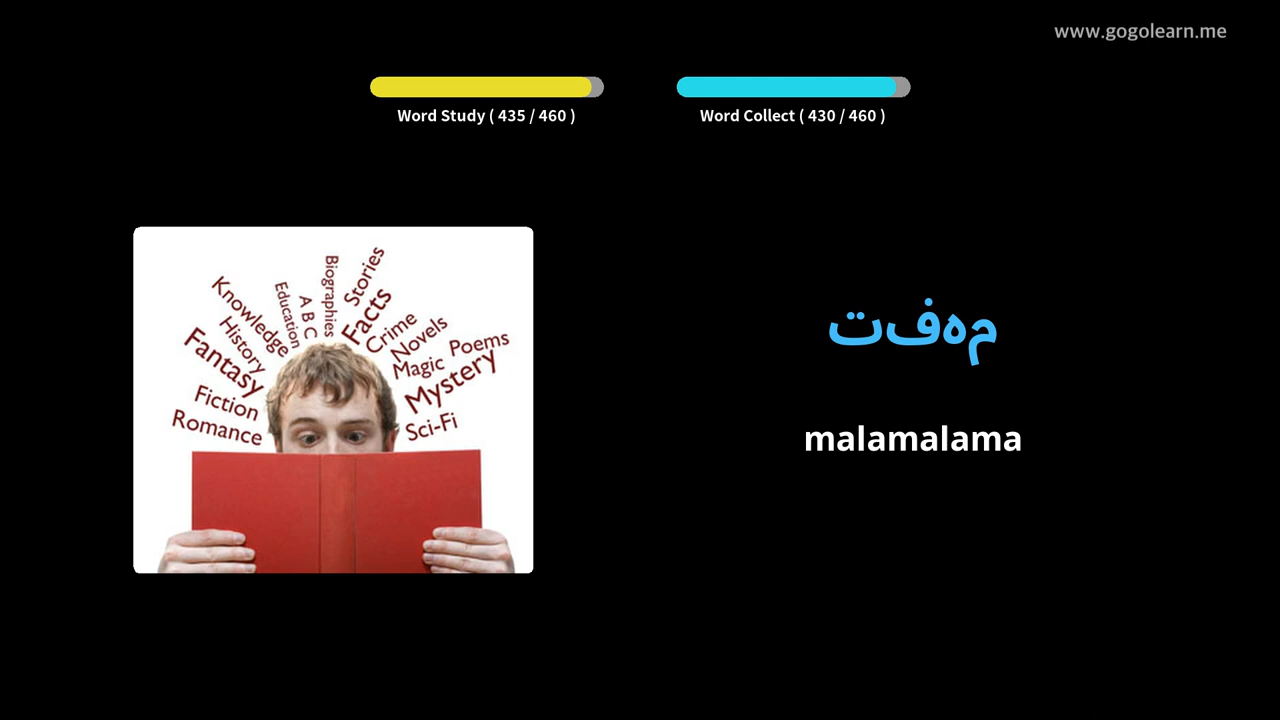 www.gogolearn.me
Word Study ( 435 / 460 )
Word Collect ( 430 / 460 )
Knowledge
Education
A B C
Biographies
Stories
Facts
Crime
Novels
Poems
Magic
Mystery
Sci-Fi
History
Fantasy
Fiction
Romance
تفهم
malamalama